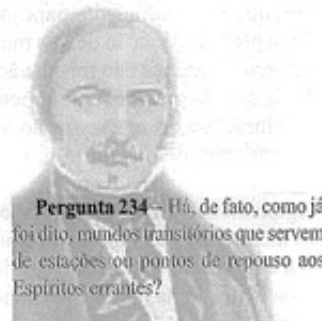 Pergunta 234 – Há, de fato, como já
foi dito, mundos transitórios que servem
de estações ou pontos de repouso aos
Espíritos errantes?